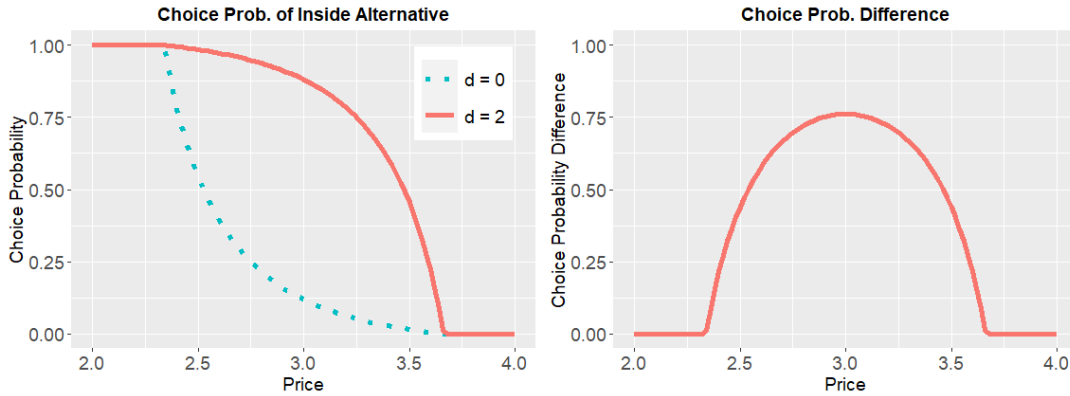 Choice Prob. of Inside Alternative
1.00
0.75
0.50
0.25
0.00
Choice Probability
d = 0
d = 2
2.0 2.5 3.0 3.5 4.0
Price
Choice Prob. Difference
1.00
0.75
0.50
0.25
0.00
Choice Probability Difference
2.0 2.5 3.0 3.5 4.0
Price